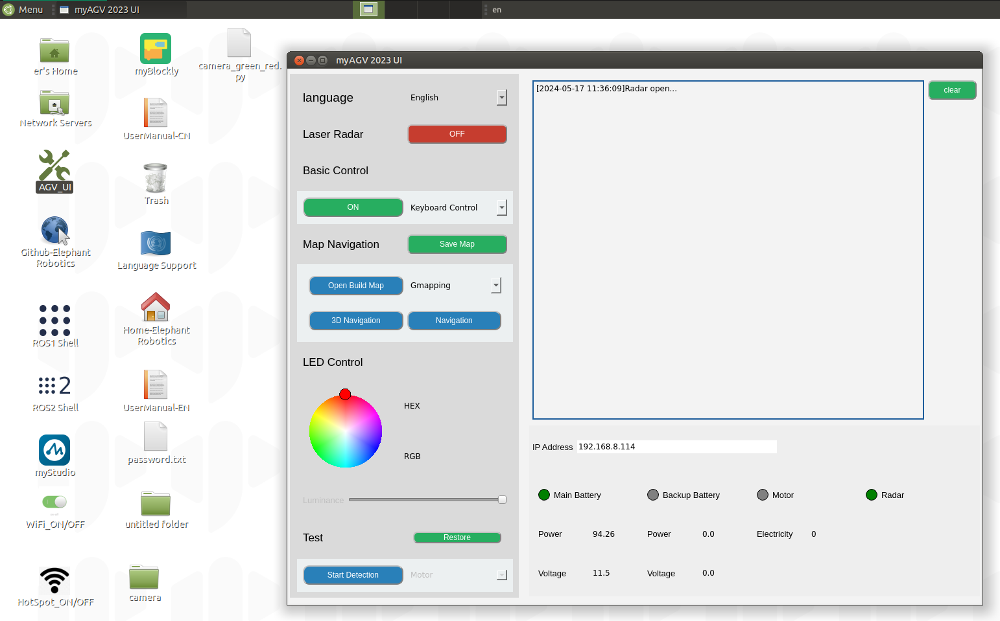 Menu
myAGV 2023 UI
en
er's Home
myBlockly
camera_green_red.
py
Network Servers
UserManual-CN
AGV_UI
Trash
Github-Elephant
Robotics
Language Support
ROS1 Shell
Home-Elephant
Robotics
2
ROS2 Shell
UserManual-EN
myStudio
password.txt
WiFi_ON/OFF
untitled folder
HotSpot_ON/OFF
camera
myAGV 2023 UI
language
English
Laser Radar
OFF
Basic Control
ON
Keyboard Control
Map Navigation
Save Map
Open Build Map
Gmapping
3D Navigation
Navigation
LED Control
HEX
RGB
Luminance
Test
Restore
Start Detection
Motor
[2024-05-17 11:36:09]Radar open...
clear
IP Address
192.168.8.114
Main Battery
Backup Battery
Motor
Radar
Power
94.26
Power
0.0
Electricity
0
Voltage
11.5
Voltage
0.0